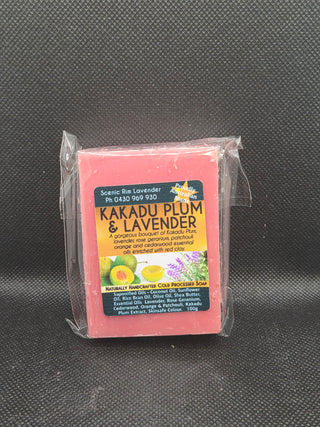 Scenic Rim Lavender
Ph 0430 969 930
KAKADU PLUM
& LAVENDER
A gorgeous bouquet of Kakadu Plum,
lavender, rose geranium, patchouli
orange and cedarwood essential
oils enriched with red clay.
NATURALLY HANDCRAFTED COLD PROCESSED SOAP
Saponified Oils - Coconut Oil, Sunflower
Oil, Rice Bran Oil, Olive Oil, Shea Butter,
Essential Oils Lavender, Rose Geranium,
Cedarwood, Orange & Patchouli, Kakadu
Plum Extract, Skinsafe Colour. 100g